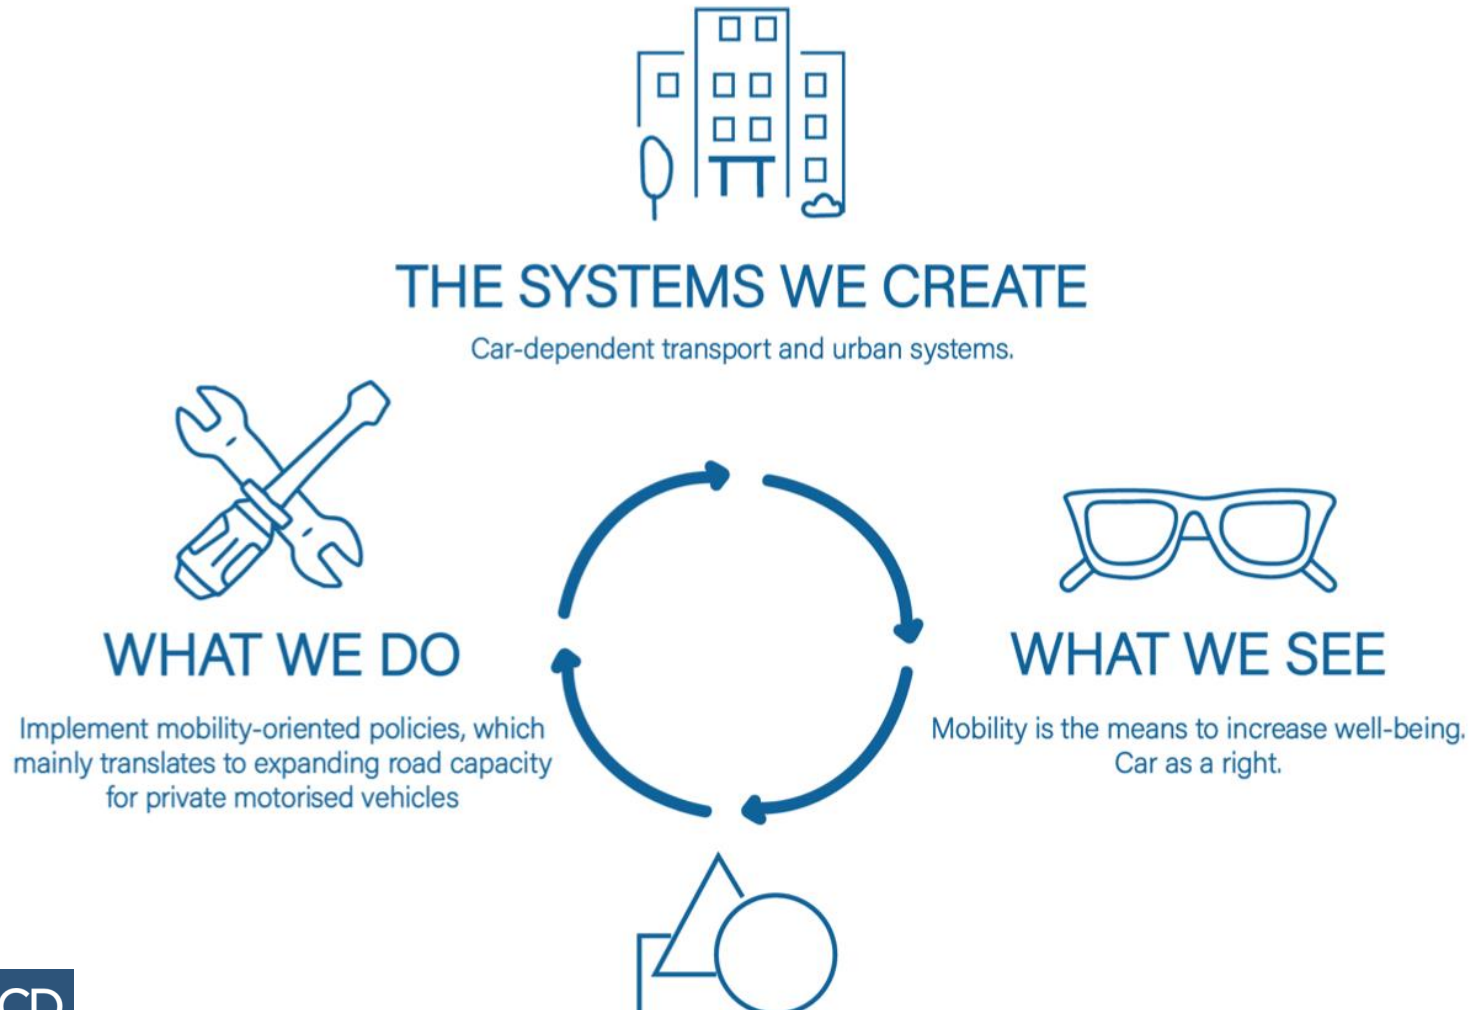 THE SYSTEMS WE CREATE
Car-dependent transport and urban systems.
WHAT WE DO
Implement mobility-oriented policies, which
mainly translates to expanding road capacity
for private motorised vehicles
WHAT WE SEE
Mobility is the means to increase well-being.
Car as a right.
CD